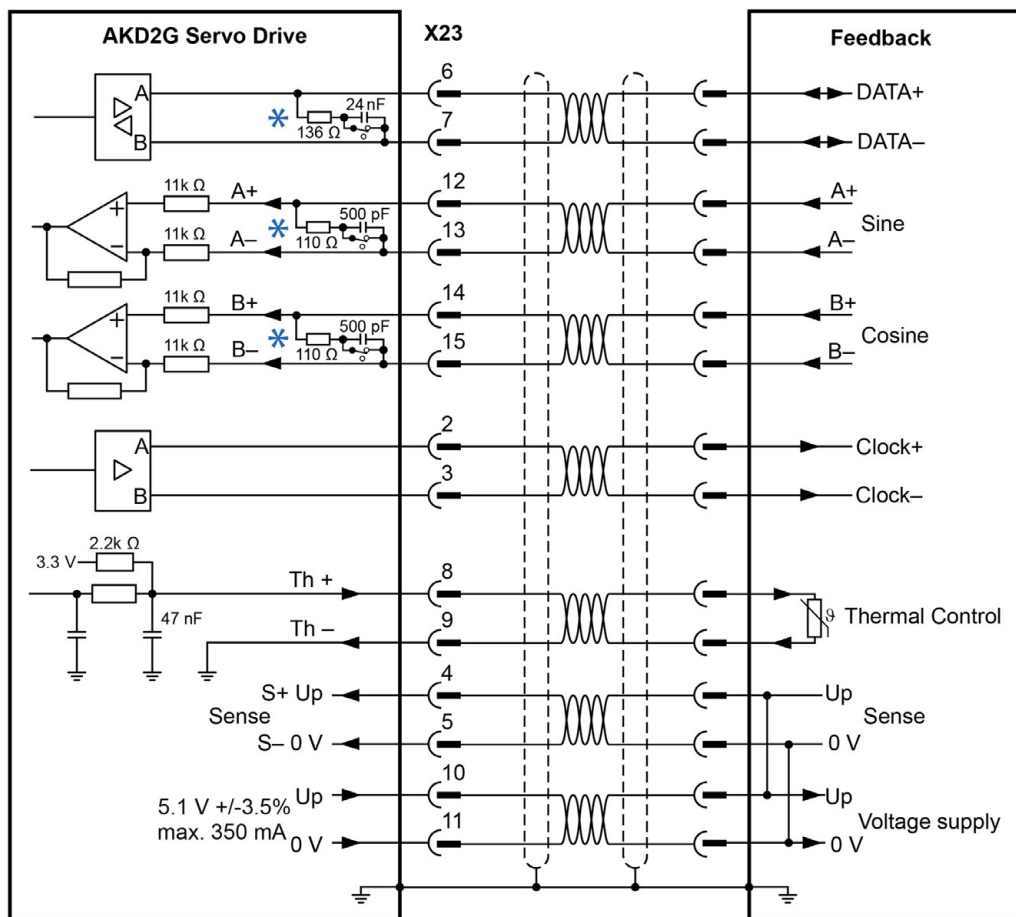 AKD2G Servo Drive X23 Feedback
6
A 24 nF DATA+
* 136 Ω 7
B DATA–
11k Ω A+ 12 A+
+ 500 pF Sine
* 110 Ω 13
– 11k Ω A– A–
11k Ω B+ 14 B+
+ 500 pF Cosine
* 110 Ω 15
– 11k Ω B– B–
2
A Clock+
3
B Clock–
2.2k Ω
3.3 V
Th + 8
47 nF ϑ Thermal Control
Th – 9
4
S+ Up Up
Sense 5 Sense
S– 0 V 0 V
10
Up Up
5.1 V +/-3.5%
max. 350 mA 11 Voltage supply
0 V 0 V